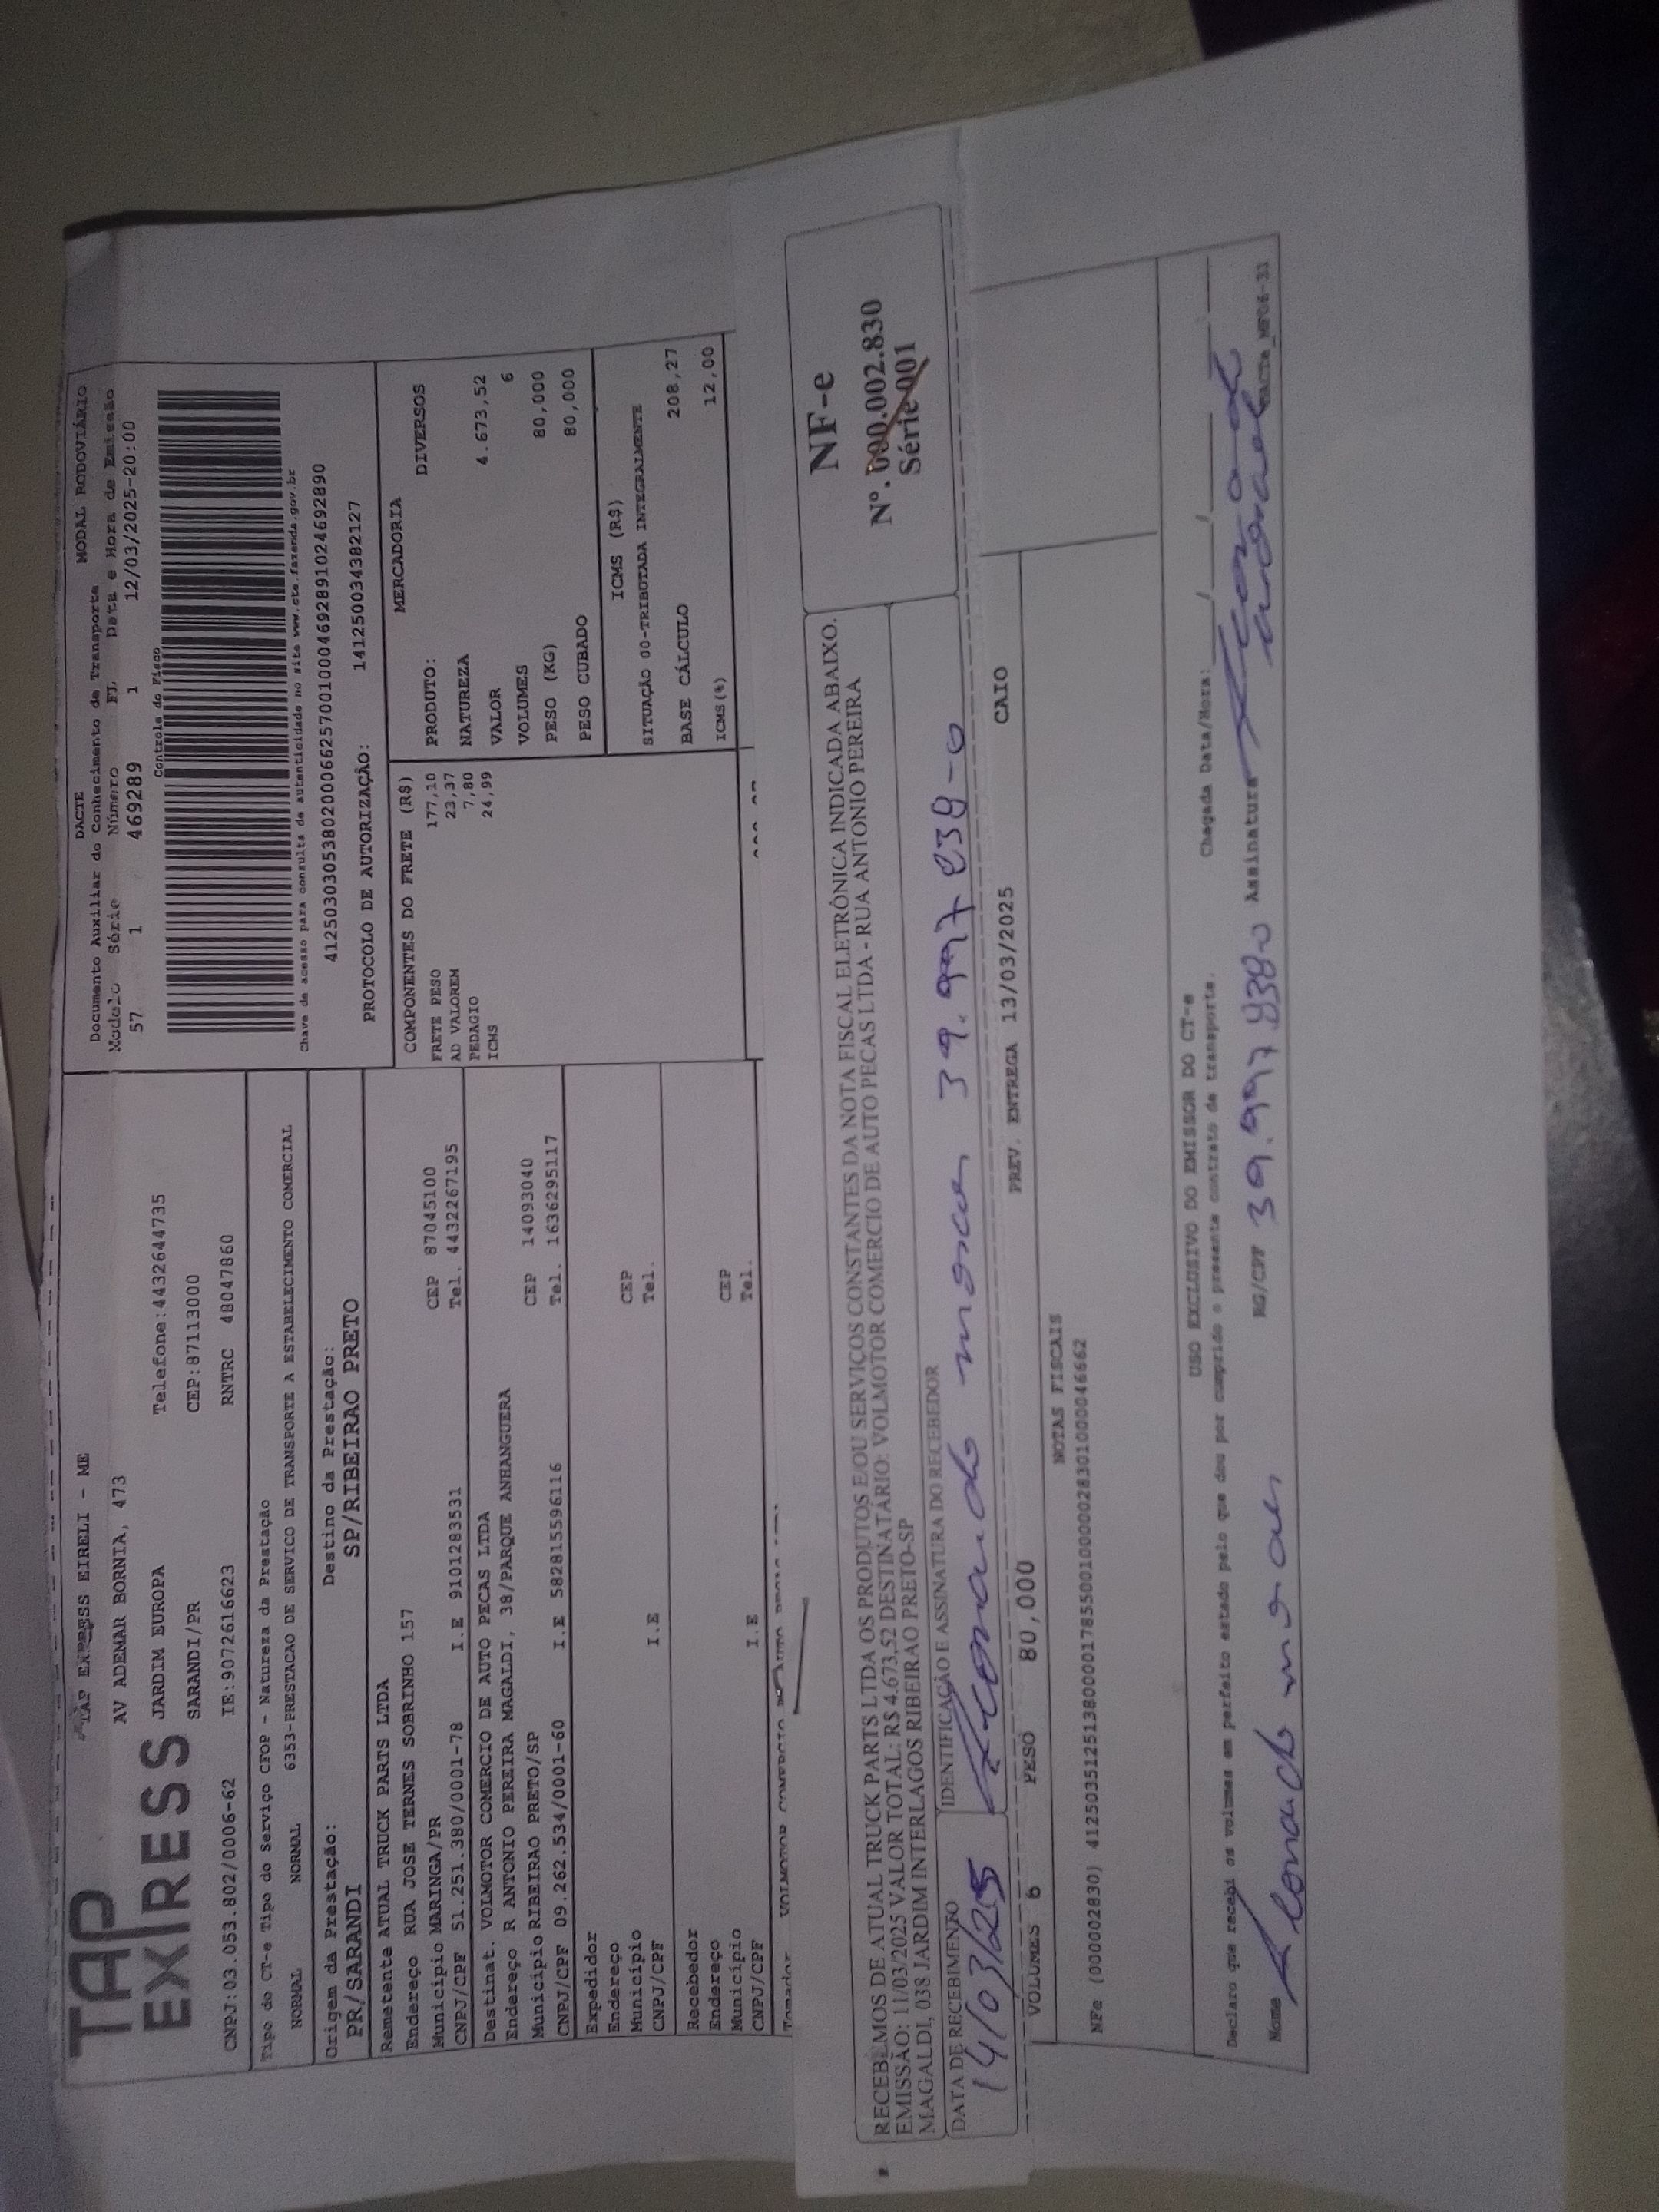 TAP EXPRESS
TAP EXPRESS EIRELI - ME
AV ADEMAR BORNIA, 473
JARDIM EUROPA Telefone:4432644735
SARANDI/PR CEP:87113000
CNPJ:03.053.802/0006-62 IE:9072616623 RNTRC 48047860
DACTE MODAL RODOVIÁRIO
Documento Auxiliar do Conhecimento de Transporte
Modelo Série Número FL Data e Hora de Emissão
57 1 469289 1 12/03/2025-20:00
Controle do Fisco
Chave de acesso para consulta de autenticidade no site www.cte.fazenda.gov.br
41250303053802000662570010004692891024692890
PROTOCOLO DE AUTORIZAÇÃO: 141250034382127
Tipo do CT-e Tipo do Serviço CFOP - Natureza da Prestação
NORMAL NORMAL 6353-PRESTACAO DE SERVICO DE TRANSPORTE A ESTABELECIMENTO COMERCIAL
Origem da Prestação: Destino da Prestação:
PR/SARANDI SP/RIBEIRAO PRETO
Remetente ATUAL TRUCK PARTS LTDA
Endereço RUA JOSE TERNES SOBRINHO 157
Município MARINGA/PR CEP 87045100
CNPJ/CPF 51.251.380/0001-78 I.E 9101283531 Tel. 4432267195
Destinat. VOLMOTOR COMERCIO DE AUTO PECAS LTDA
Endereço R ANTONIO PEREIRA MAGALDI, 38/PARQUE ANHANGUERA
Município RIBEIRAO PRETO/SP CEP 14093040
CNPJ/CPF 09.262.534/0001-60 I.E 582815596116 Tel. 1636295117
Expedidor
Endereço
Município CEP
CNPJ/CPF I.E Tel.
Recebedor
Endereço
Município CEP
CNPJ/CPF I.E Tel.
COMPONENTES DO FRETE (R$)
FRETE PESO 177,10
AD VALOREM 23,37
PEDAGIO 7,80
ICMS 24,99
MERCADORIA
PRODUTO: DIVERSOS
NATUREZA
VALOR 4.673,52
VOLUMES 6
PESO (KG) 80,000
PESO CUBADO 80,000
ICMS (R$)
SITUAÇÃO 00-TRIBUTADA INTEGRALMENTE
BASE CÁLCULO 208,27
ICMS(%) 12,00
RECEBEMOS DE ATUAL TRUCK PARTS LTDA OS PRODUTOS E/OU SERVIÇOS CONSTANTES DA NOTA FISCAL ELETRÔNICA INDICADA ABAIXO.
EMISSÃO: 11/03/2025 VALOR TOTAL: R$ 4.673,52 DESTINATÁRIO: VOLMOTOR COMERCIO DE AUTO PECAS LTDA - RUA ANTONIO PEREIRA
MAGALDI, 038 JARDIM INTERLAGOS RIBEIRAO PRETO-SP
NF-e
Nº. 000.002.830
Série 001
DATA DE RECEBIMENTO IDENTIFICAÇÃO E ASSINATURA DO RECEBEDOR
14/03/25 39.997838-0
VOLUMES 6 PESO 80,000 PREV. ENTREGA 13/03/2025 CAIO
NOTAS FISCAIS
NFe (000002830) 41250351251380000178550010000028301000046662
USO EXCLUSIVO DO EMISSOR DO CT-e
Declaro que recebi os volumes em perfeito estado pelo que dou por cumprido o presente contrato de transporte. Chegada Data/Hora: / /
Nome RG/CPF 39.997.838-0 Assinatura